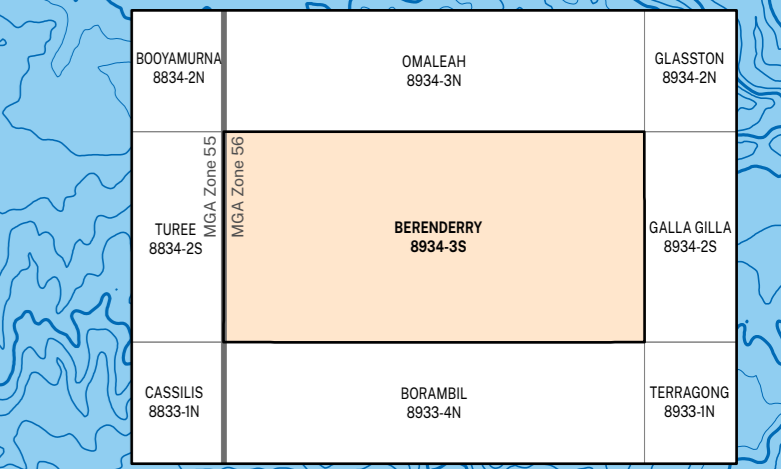 BOOYAMURNA
8834-2N
OMALEAH
8934-3N
GLASSTON
8934-2N
TUREE
8834-2S
MGA Zone 55
MGA Zone 56
BERENDERRY
8934-3S
GALLA GILLA
8934-2S
CASSILIS
8833-1N
BORAMBIL
8933-4N
TERRAGONG
8933-1N